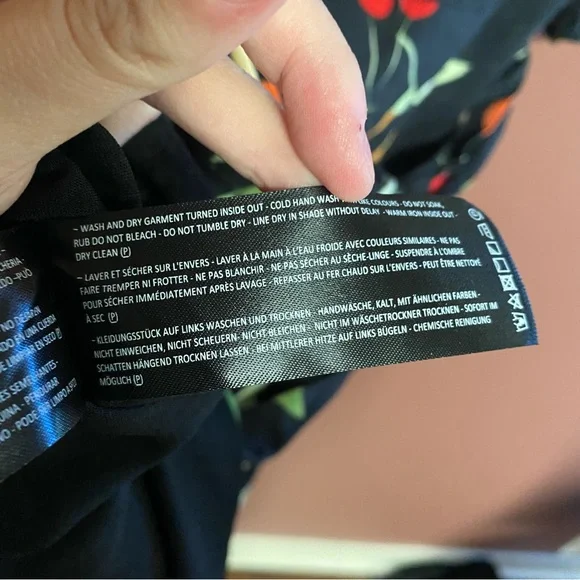 ~ WASH AND DRY GARMENT TURNED INSIDE OUT - COLD HAND WASH COLOURS - DO NOT SOAK,
RUB DO NOT BLEACH - DO NOT TUMBLE DRY - LINE DRY IN SHADE WITHOUT DELAY - WARM IRON INSIDE OUT -
DRY CLEAN Ⓟ
~ LAVER ET SÉCHER SUR L'ENVERS - LAVER À LA MAIN À L'EAU FROIDE AVEC COULEURS SIMILAIRES - NE PAS
FAIRE TREMPER NI FROTTER - NE PAS BLANCHIR - NE PAS SÉCHER AU SÈCHE-LINGE - SUSPENDRE À L'OMBRE
POUR SÉCHER IMMÉDIATEMENT APRÈS LAVAGE - REPASSER AU FER CHAUD SUR L'ENVERS - PEUT ÊTRE NETTOYÉ
À SEC Ⓟ
- KLEIDUNGSSTÜCK AUF LINKS WASCHEN UND TROCKNEN - HANDWÄSCHE, KALT, MIT ÄHNLICHEN FARBEN -
NICHT EINWEICHEN, NICHT SCHEUERN- NICHT BLEICHEN - NICHT IM WÄSCHETROCKNER TROCKNEN - SOFORT IM
SCHATTEN HÄNGEND TROCKNEN LASSEN - BEI MITTLERER HITZE AUF LINKS BÜGELN - CHEMISCHE REINIGUNG
MÖGLICH Ⓟ